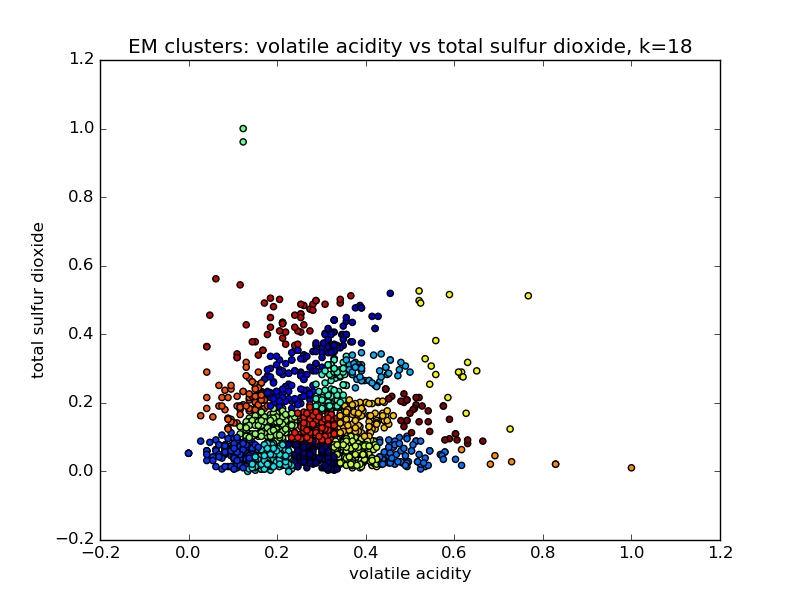 EM clusters: volatile acidity vs total sulfur dioxide, k=18
1.2
1.0
0.8
0.6
0.4
0.2
0.0
−0.2
total sulfur dioxide
−0.2 0.0 0.2 0.4 0.6 0.8 1.0 1.2
volatile acidity